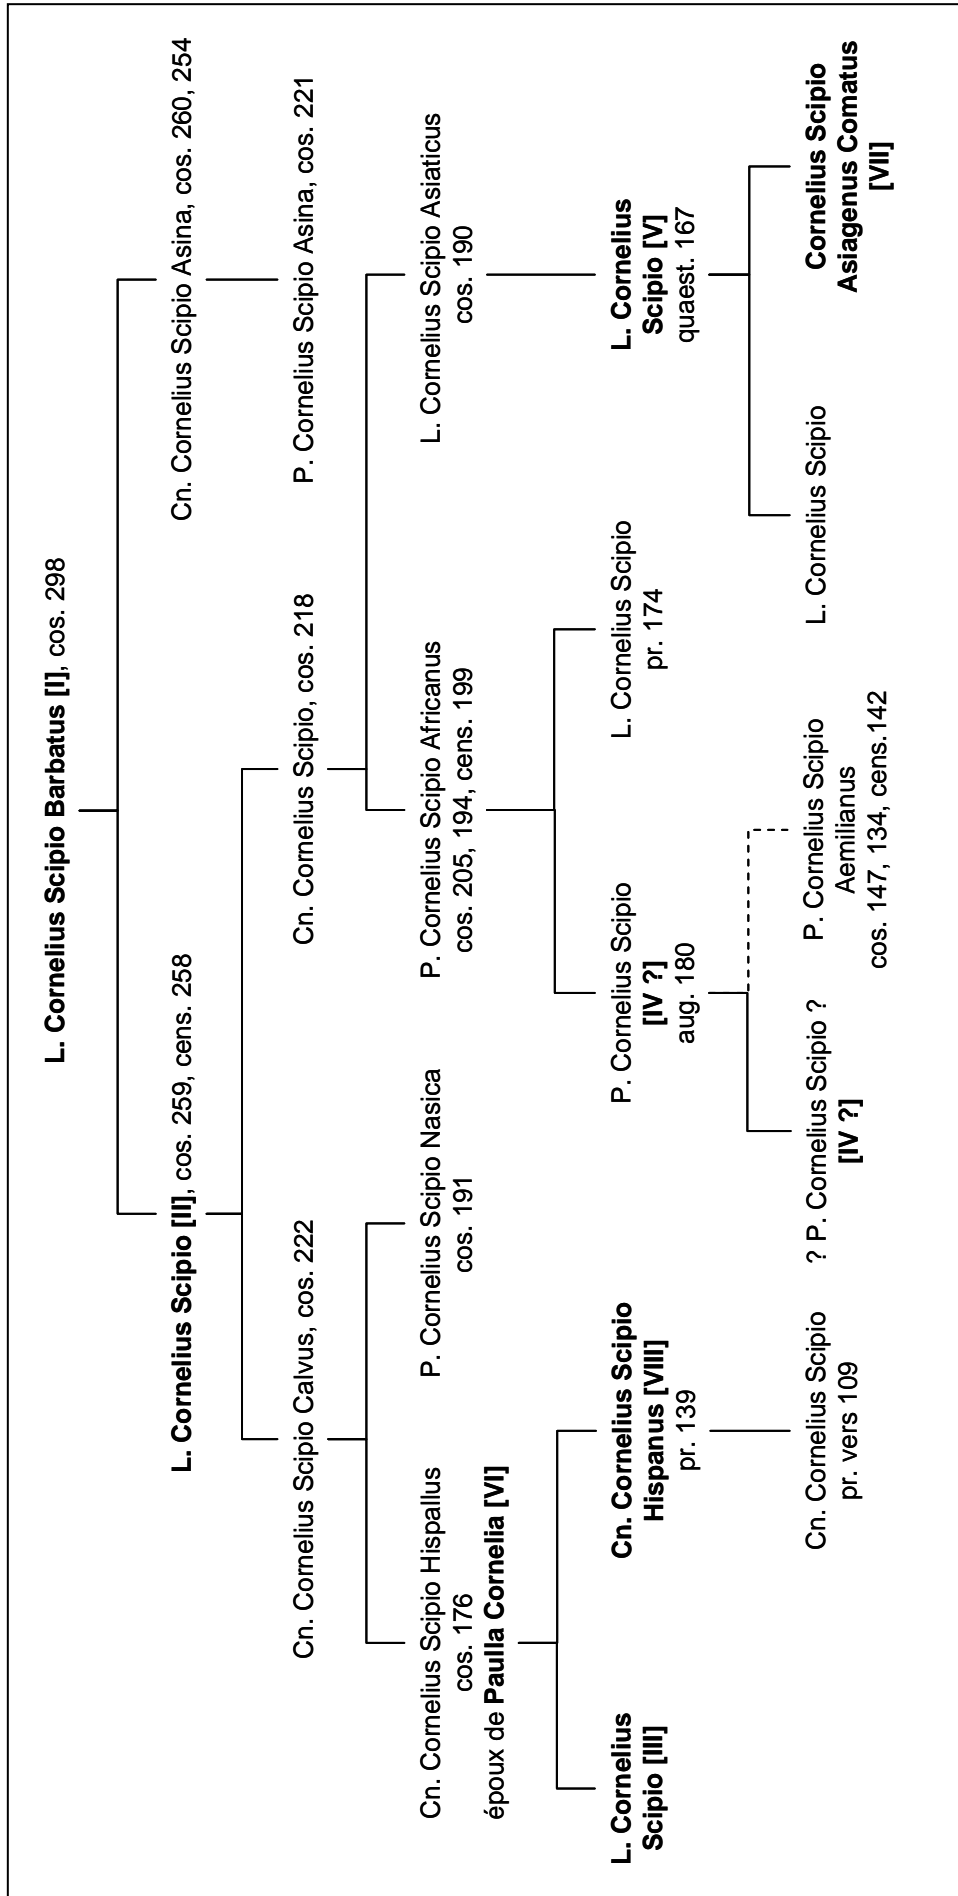 L. Cornelius Scipio Barbatus [I], cos. 298
L. Cornelius Scipio [II], cos. 259, cens. 258
Cn. Cornelius Scipio Asina, cos. 260, 254
Cn. Cornelius Scipio Calvus, cos. 222
Cn. Cornelius Scipio, cos. 218
P. Cornelius Scipio Asina, cos. 221
Cn. Cornelius Scipio Hispallus
cos. 176
époux de Paulla Cornelia [VI]
P. Cornelius Scipio Nasica
cos. 191
P. Cornelius Scipio Africanus
cos. 205, 194, cens. 199
L. Cornelius Scipio Asiaticus
cos. 190
L. Cornelius
Scipio [III]
Cn. Cornelius Scipio
Hispanus [VIII]
pr. 139
P. Cornelius Scipio
[IV ?]
aug. 180
L. Cornelius Scipio
pr. 174
L. Cornelius
Scipio [V]
quaest. 167
Cn. Cornelius Scipio
pr. vers 109
? P. Cornelius Scipio ?
[IV ?]
P. Cornelius Scipio
Aemilianus
cos. 147, 134, cens.142
L. Cornelius Scipio
Cornelius Scipio
Asiagenus Comatus
[VII]